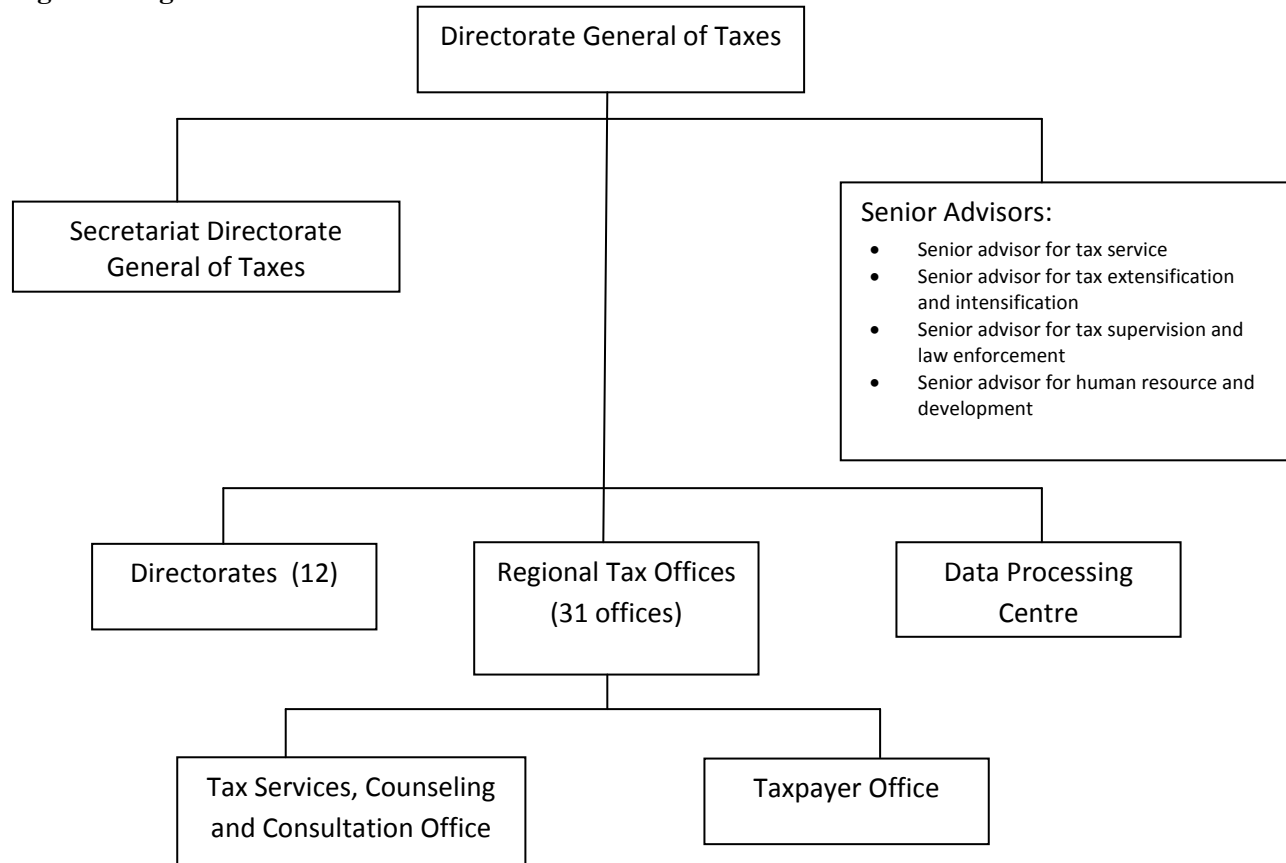 Directorate General of Taxes
Secretariat Directorate
General of Taxes
Senior Advisors:
• Senior advisor for tax service
• Senior advisor for tax extensification
and intensification
• Senior advisor for tax supervision and
law enforcement
• Senior advisor for human resource and
development
Directorates (12)
Regional Tax Offices
(31 offices)
Data Processing
Centre
Tax Services, Counseling
and Consultation Office
Taxpayer Office